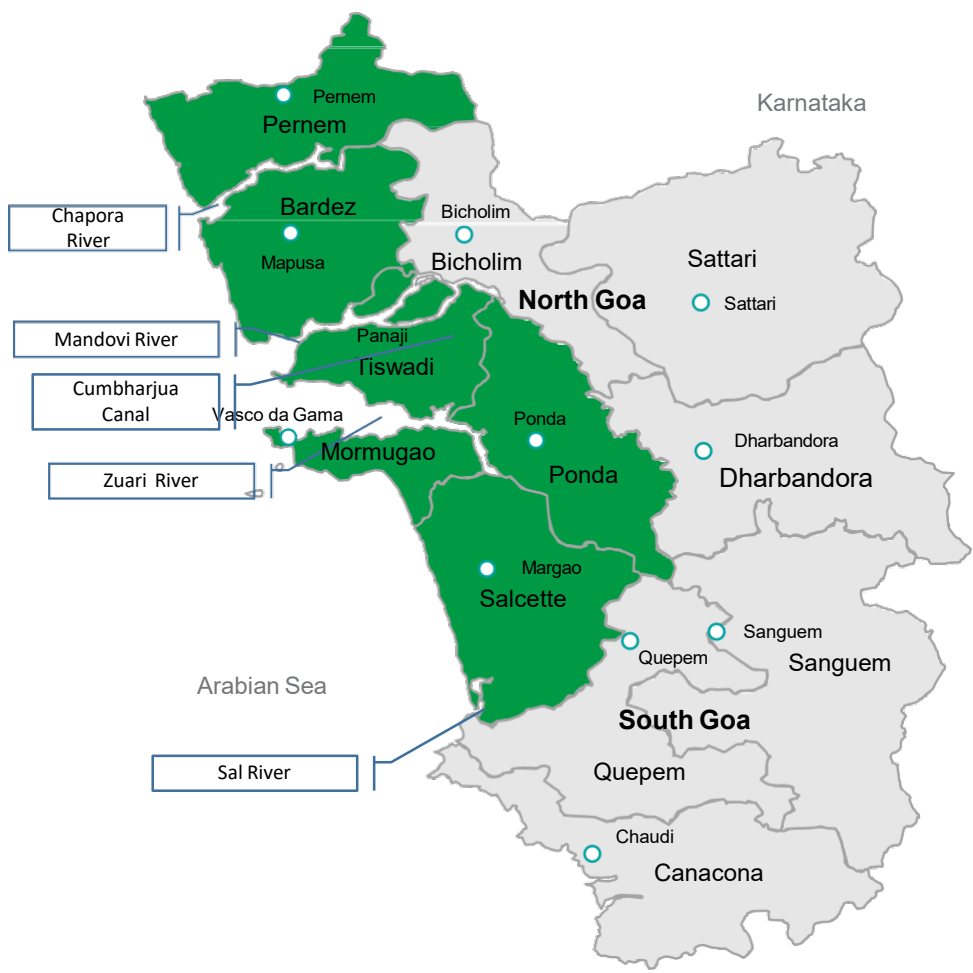 Pernem
Karnataka
Pernem
Chapora
River
Bardez
Bicholim
Mapusa
Bicholim
Sattari
North Goa
Sattari
Mandovi River
Panaji
Tiswadi
Cumbharjua
Canal
Vasco da Gama
Ponda
Mormugao
Dharbandora
Ponda
Dharbandora
Zuari River
Margao
Salcette
Sanguem
Quepem
Sanguem
Arabian Sea
South Goa
Sal River
Quepem
Chaudi
Canacona